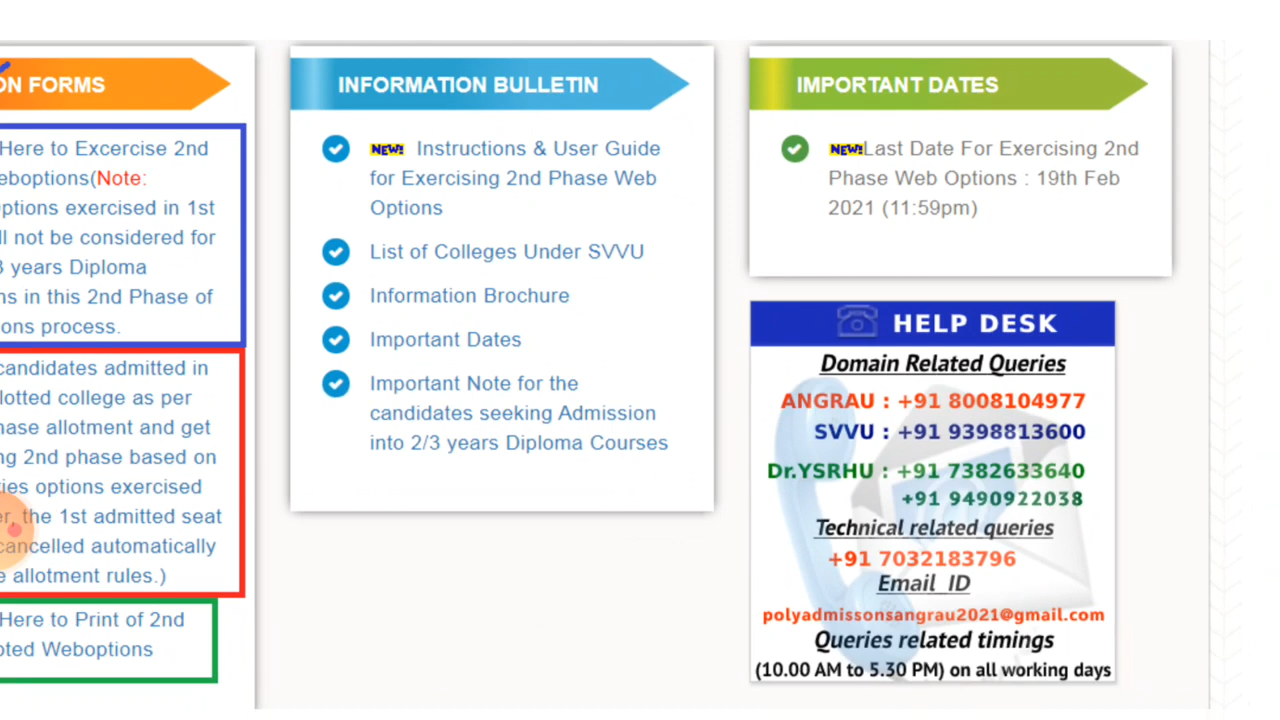 ON FORMS
Here to Excercise 2nd
eboptions(Note:
ptions exercised in 1st
ll not be considered for
3 years Diploma
ns in this 2nd Phase of
ons process.
candidates admitted in
lotted college as per
hase allotment and get
ng 2nd phase based on
ies options exercised
er, the 1st admitted seat
cancelled automatically
e allotment rules.)
Here to Print of 2nd
oted Weboptions
INFORMATION BULLETIN
NEW! Instructions & User Guide
for Exercising 2nd Phase Web
Options
List of Colleges Under SVVU
Information Brochure
Important Dates
Important Note for the
candidates seeking Admission
into 2/3 years Diploma Courses
IMPORTANT DATES
NEW! Last Date For Exercising 2nd
Phase Web Options : 19th Feb
2021 (11:59pm)
HELP DESK
Domain Related Queries
ANGRAU : +91 8008104977
SVVU : +91 9398813600
Dr.YSRHU : +91 7382633640
+91 9490922038
Technical related queries
+91 7032183796
Email ID
polyadmissonsangrau2021@gmail.com
Queries related timings
(10.00 AM to 5.30 PM) on all working days